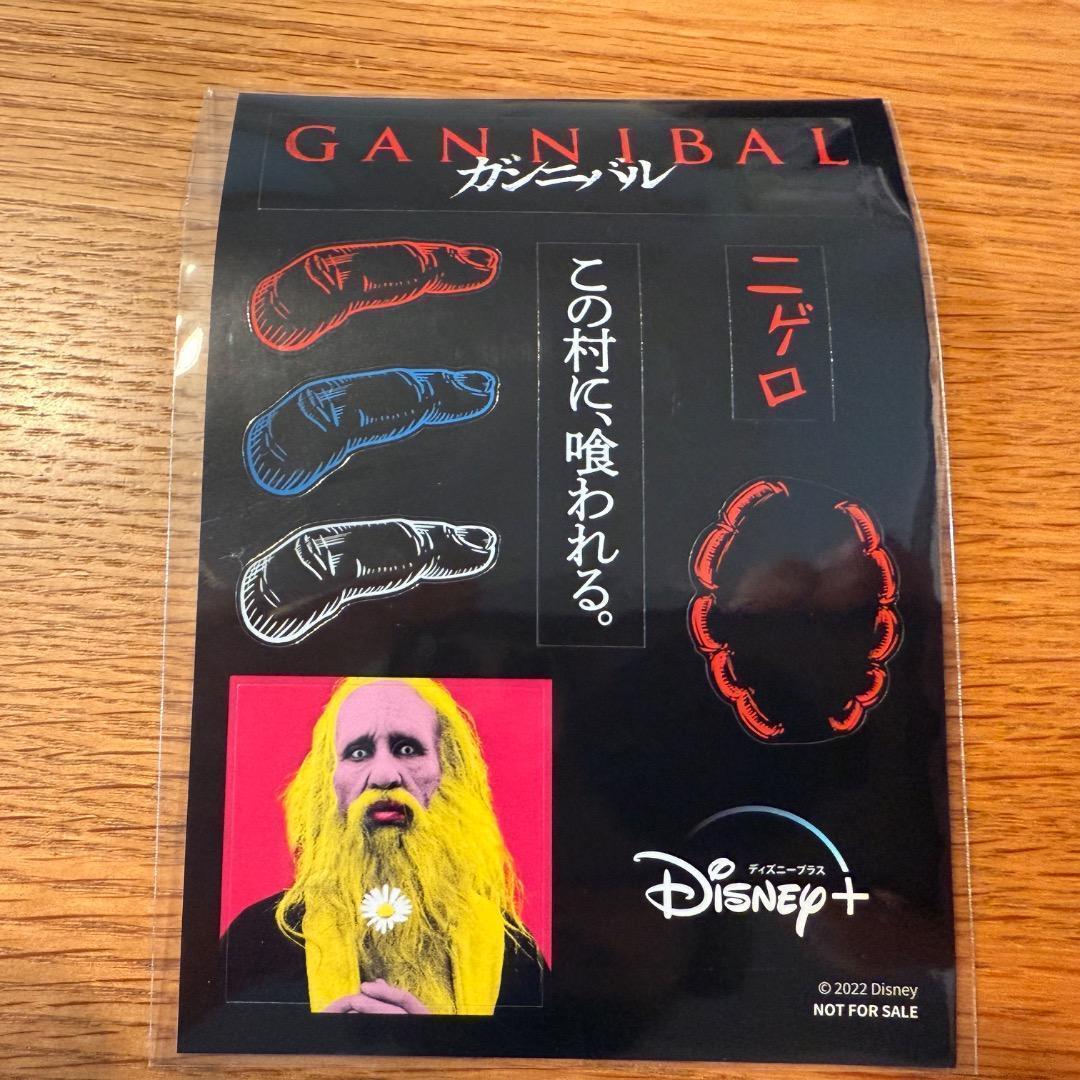 GANNIBAL
ガンニバル
この村に、喰われる。
ニゲロ
ディズニープラス
Disney+
© 2022 Disney
NOT FOR SALE